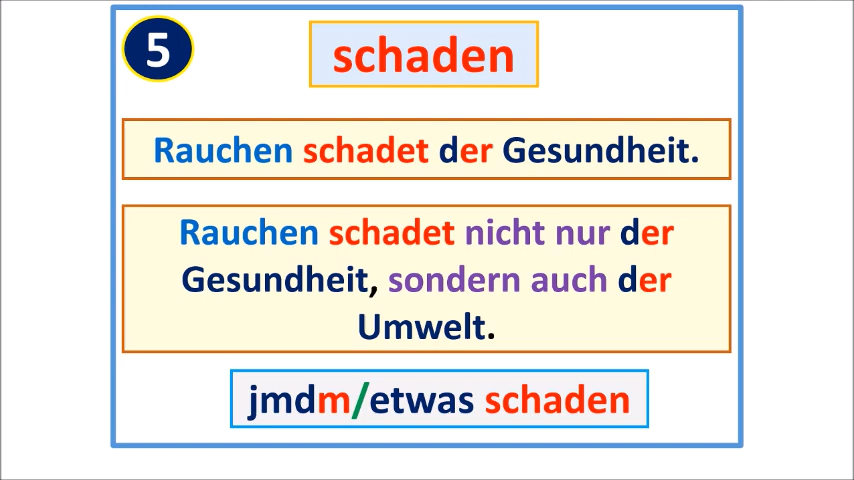 5
schaden
Rauchen schadet der Gesundheit.
Rauchen schadet nicht nur der
Gesundheit, sondern auch der
Umwelt.
jmdm/etwas schaden